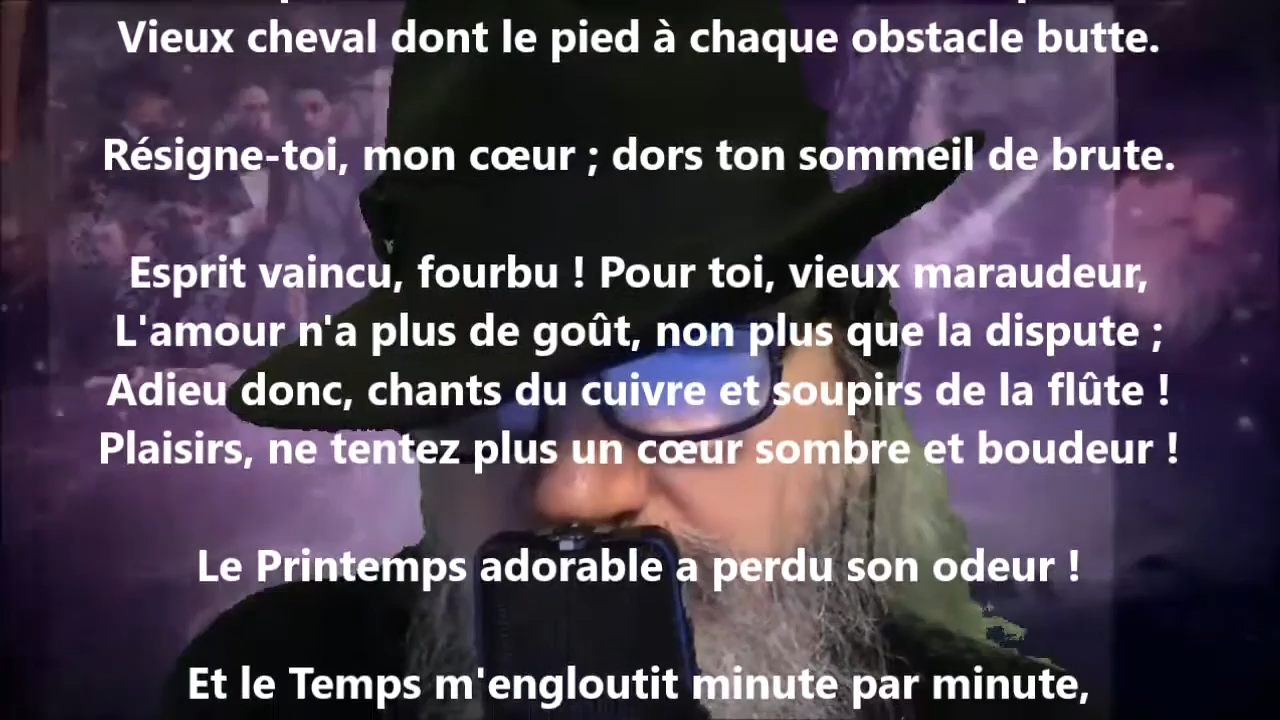 Vieux cheval dont le pied à chaque obstacle butte.
Résigne-toi, mon cœur ; dors ton sommeil de brute.
Esprit vaincu, fourbu ! Pour toi, vieux maraudeur,
L'amour n'a plus de goût, non plus que la dispute ;
Adieu donc, chants du cuivre et soupirs de la flûte !
Plaisirs, ne tentez plus un cœur sombre et boudeur !
Le Printemps adorable a perdu son odeur !
Et le Temps m'engloutit minute par minute,